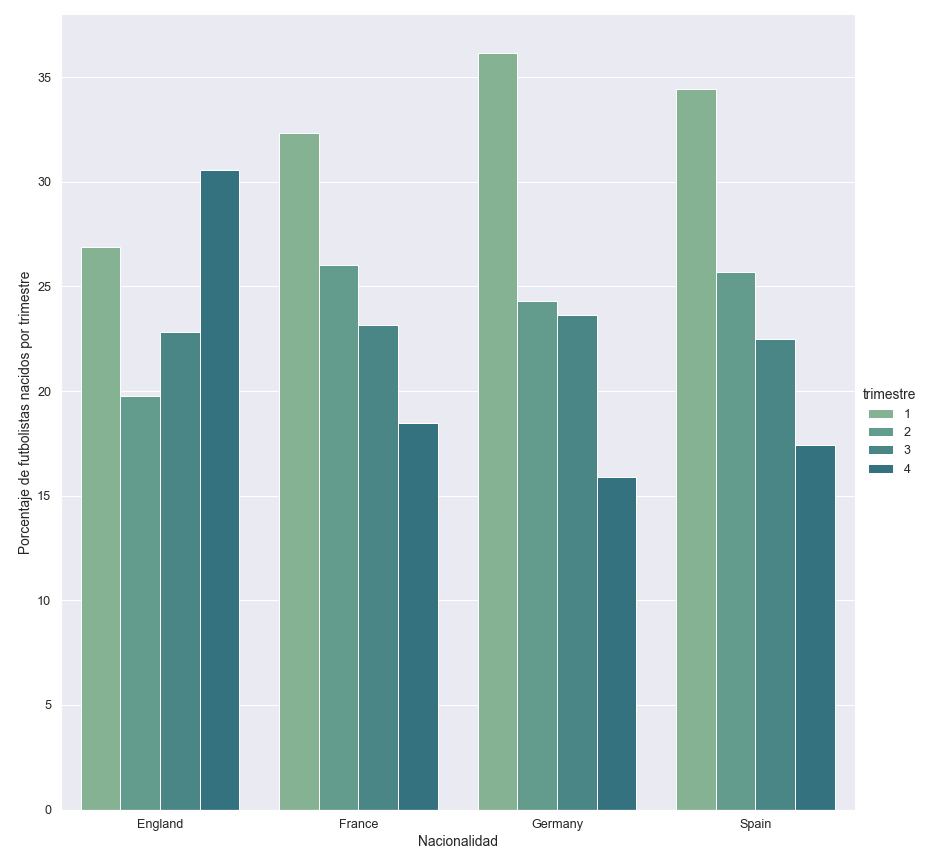 35
30
25
20
15
10
5
0
Porcentaje de futbolistas nacidos por trimestre
England
France
Germany
Spain
Nacionalidad
trimestre
1
2
3
4